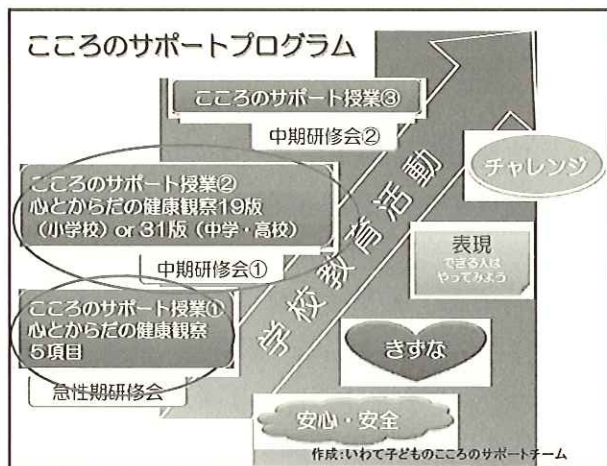 こころのサポートプログラム
こころのサポート授業③
中期研修会②
こころのサポート授業②
心とからだの健康観察19版
（小学校）or 31版（中学・高校）
中期研修会①
こころのサポート授業①
心とからだの健康観察
5項目
急性期研修会
学校教育活動
チャレンジ
表現
できる人は
やってみよう
きずな
安心・安全
作成：いわて子どものこころのサポートチーム